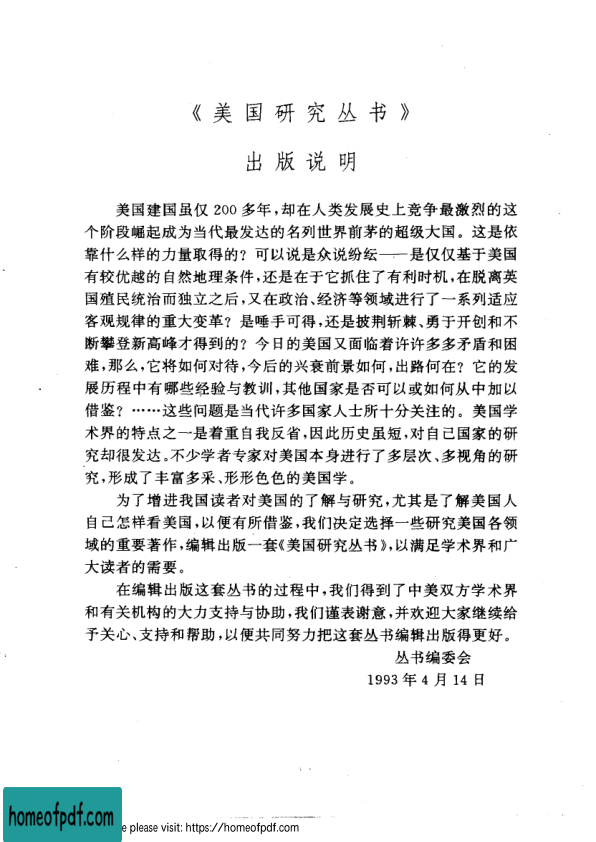 《美国研究丛书》
出版说明
美国建国虽仅 200 多年，却在人类发展史上竞争最激烈的这
个阶段崛起成为当代最发达的名列世界前茅的超级大国。这是依
靠什么样的力量取得的？可以说是众说纷纭——是仅仅基于美国
有较优越的自然地理条件，还是在于它抓住了有利时机，在脱离英
国殖民统治而独立之后，又在政治、经济等领域进行了一系列适应
客观规律的重大变革？是唾手可得，还是披荆斩棘、勇于开创和不
断攀登新高峰才得到的？今日的美国又面临着许许多多矛盾和困
难，那么，它将如何对待，今后的兴衰前景如何，出路何在？它的发
展历程中有哪些经验与教训，其他国家是否可以或如何从中加以
借鉴？……这些问题是当代许多国家人士所十分关注的。美国学
术界的特点之一是着重自我反省，因此历史虽短，对自己国家的研
究却很发达。不少学者专家对美国本身进行了多层次、多视角的研
究，形成了丰富多采、形形色色的美国学。
为了增进我国读者对美国的了解与研究，尤其是了解美国人
自己怎样看美国，以便有所借鉴，我们决定选择一些研究美国各领
域的重要著作，编辑出版一套《美国研究丛书》，以满足学术界和广
大读者的需要。
在编辑出版这套丛书的过程中，我们得到了中美双方学术界
和有关机构的大力支持与协助，我们谨表谢意，并欢迎大家继续给
予关心、支持和帮助，以便共同努力把这套丛书编辑出版得更好。
丛书编委会
1993 年 4 月 14 日
homeofpdf.com
e please visit: https://homeofpdf.com